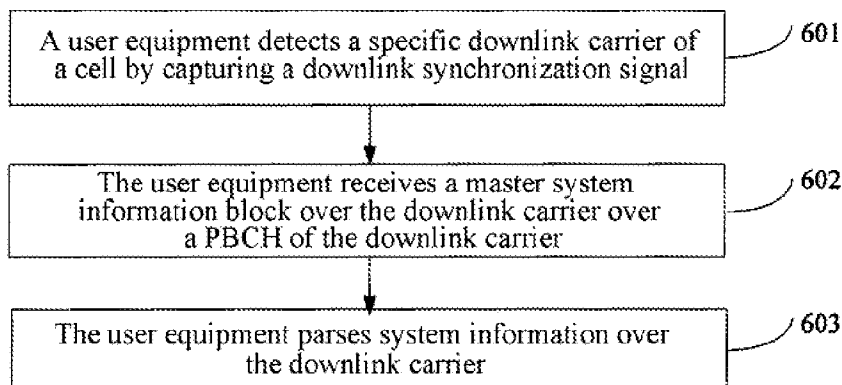 A user equipment detects a specific downlink carrier of
a cell by capturing a downlink synchronization signal
601
The user equipment receives a master system
information block over the downlink carrier over
a PBCH of the downlink carrier
602
The user equipment parses system information over
the downlink carrier
603